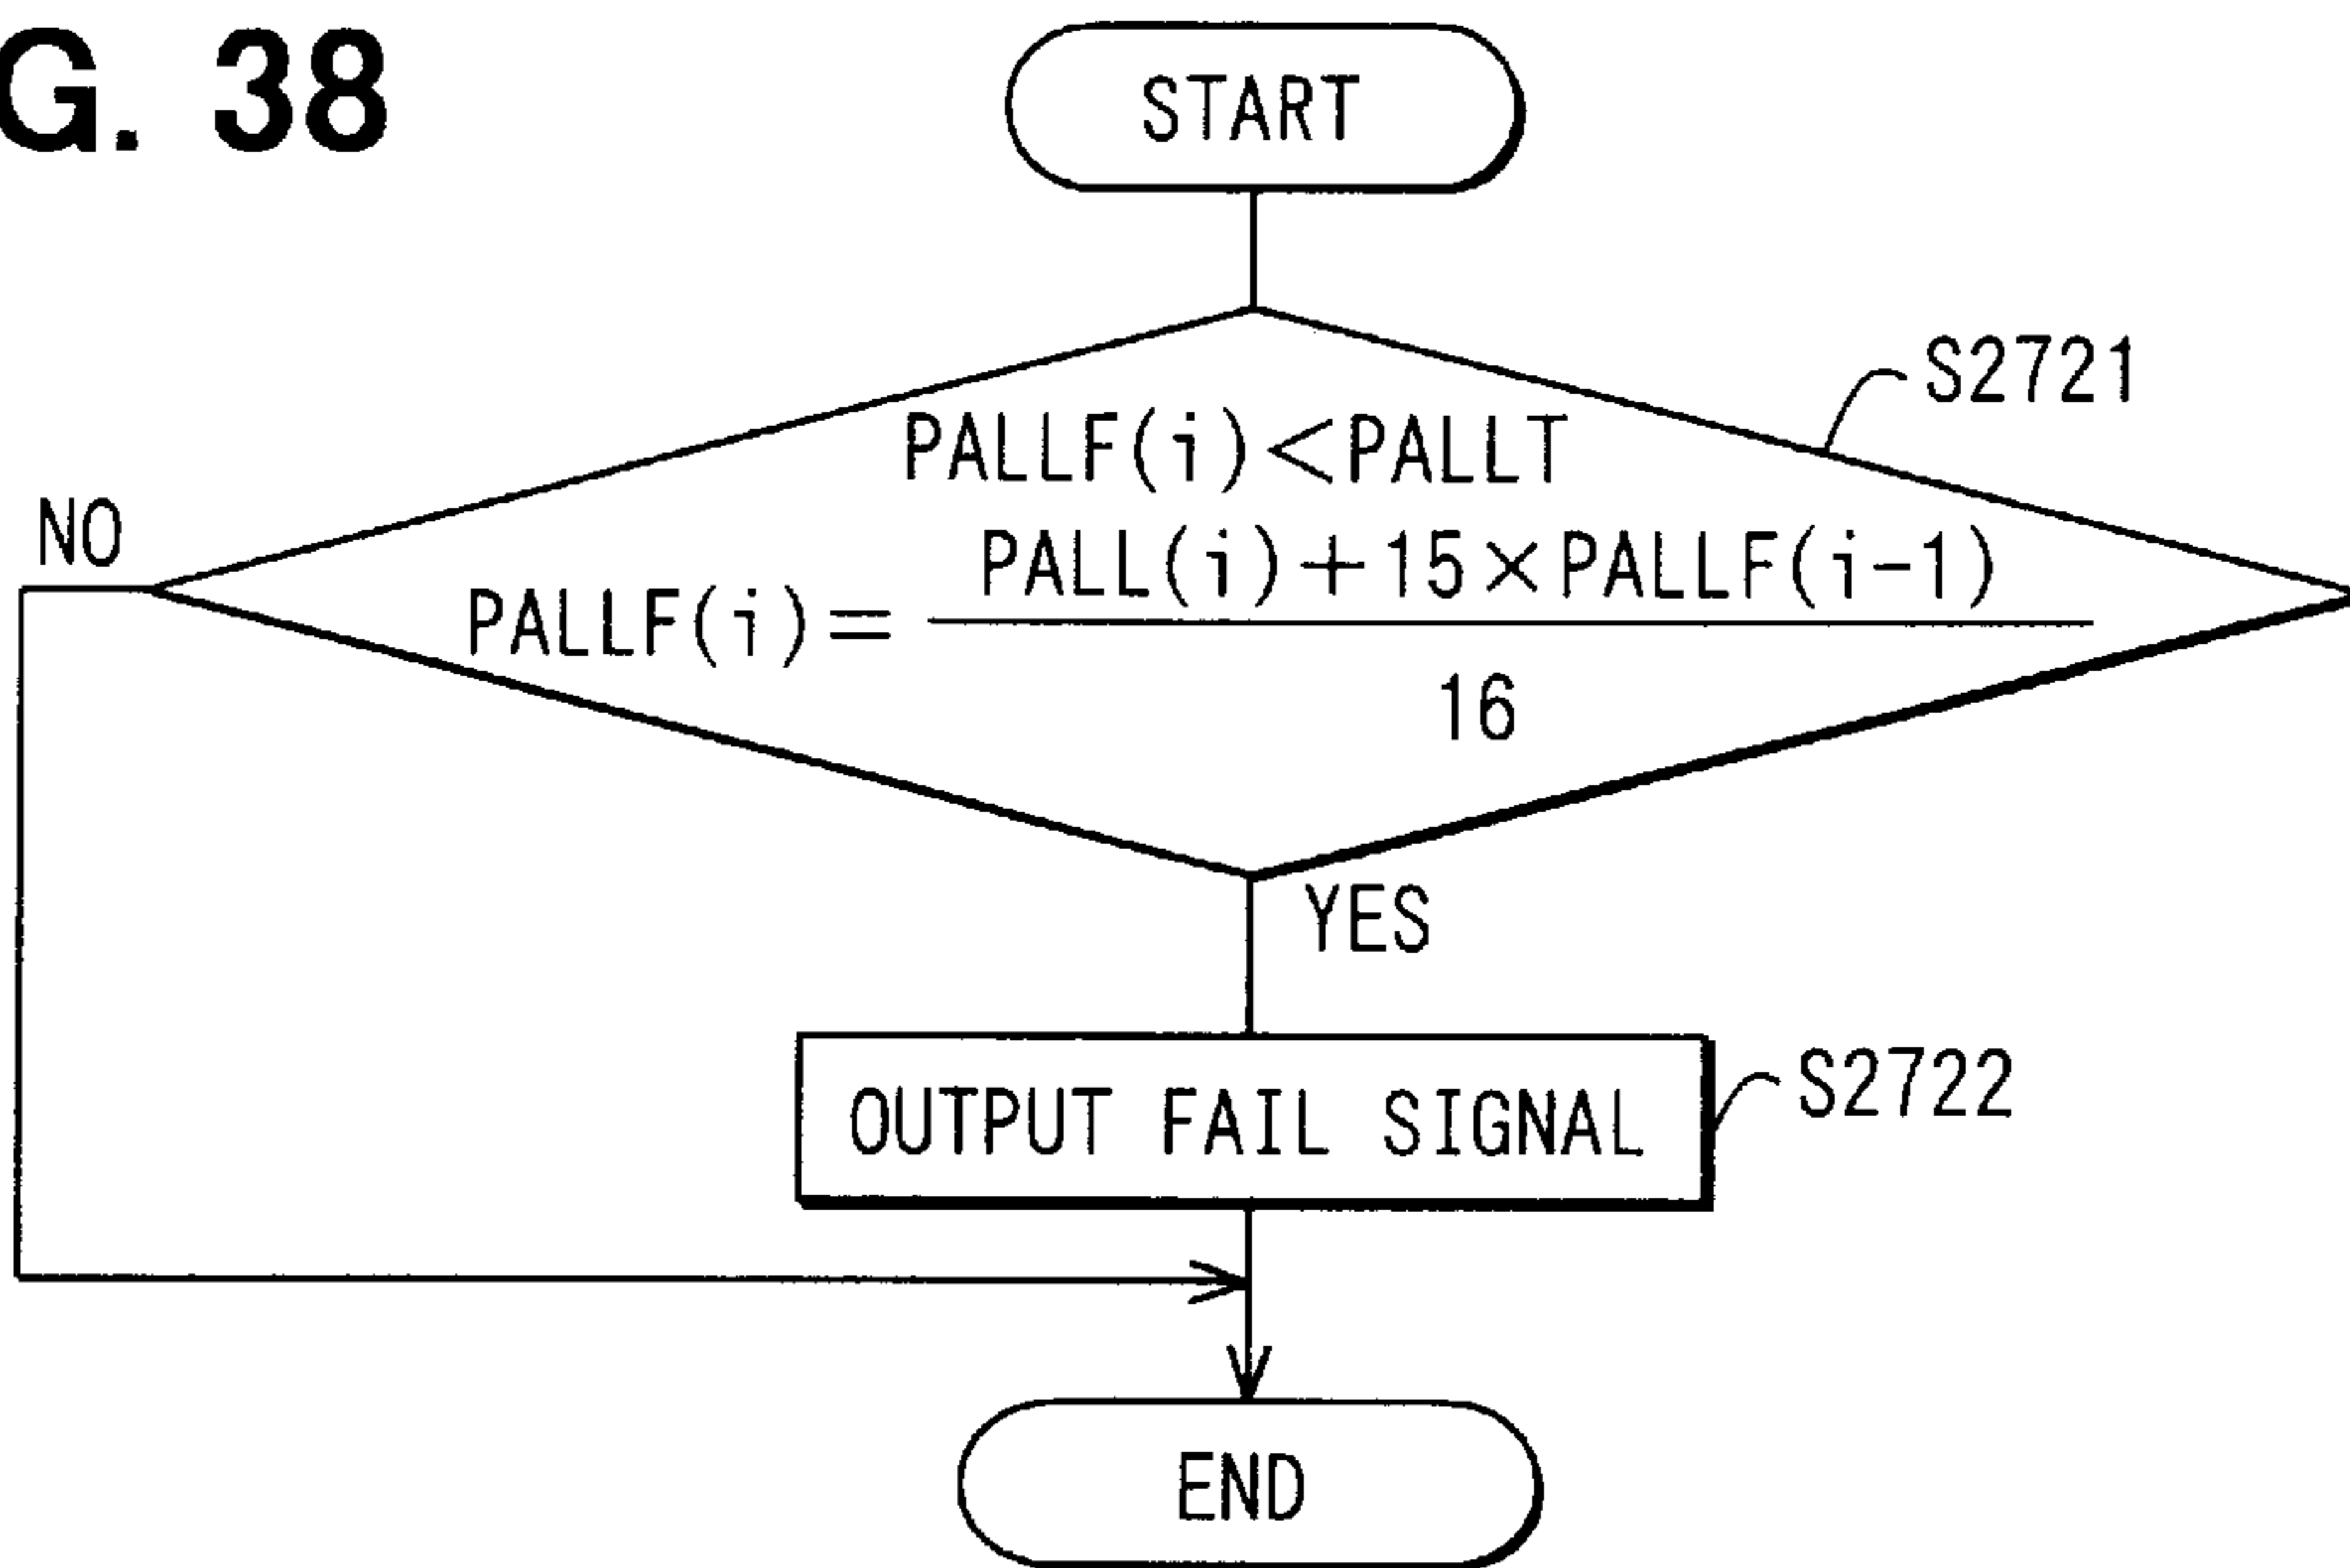 G. 38
START
S2721
PALLF(i)<PALLT
NO
PALL(i)+15×PALLF(i-1)
PALLF(i)=
16
YES
OUTPUT FAIL SIGNAL
S2722
END